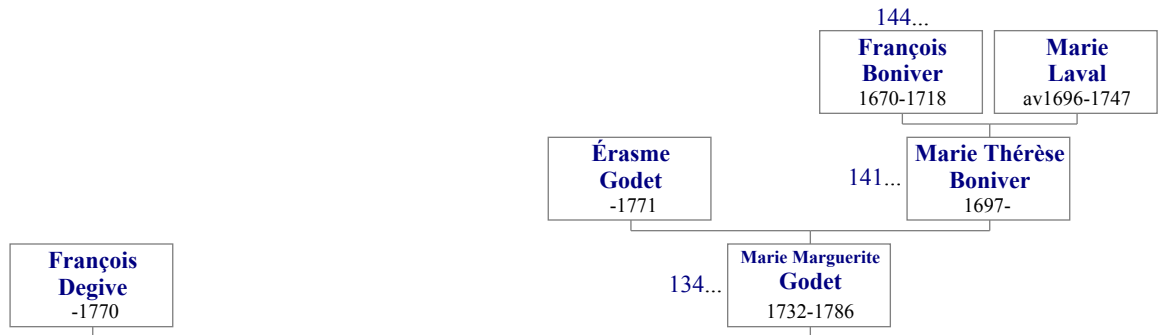 144...
François
Boniver
1670-1718
Marie
Laval
av1696-1747
Érasme
Godet
-1771
141...
Marie Thérèse
Boniver
1697-
François
Degive
-1770
134...
Marie Marguerite
Godet
1732-1786